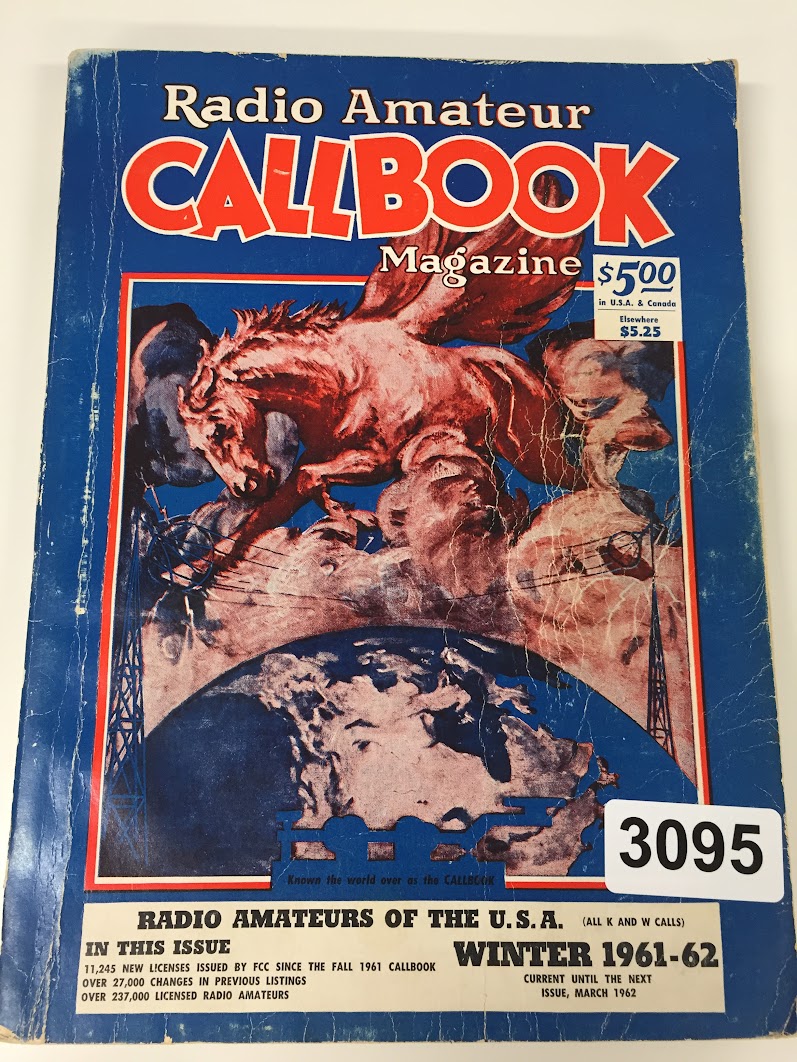 Radio Amateur
CALLBOOK
Magazine
$5.00
in U.S.A. & Canada
Elsewhere
$5.25
3095
Known the world over as the CALLBOOK
RADIO AMATEURS OF THE U.S.A. (ALL K AND W CALLS)
IN THIS ISSUE
11,245 NEW LICENSES ISSUED BY FCC SINCE THE FALL 1961 CALLBOOK
OVER 27,000 CHANGES IN PREVIOUS LISTINGS
OVER 237,000 LICENSED RADIO AMATEURS
WINTER 1961-62
CURRENT UNTIL THE NEXT
ISSUE, MARCH 1962